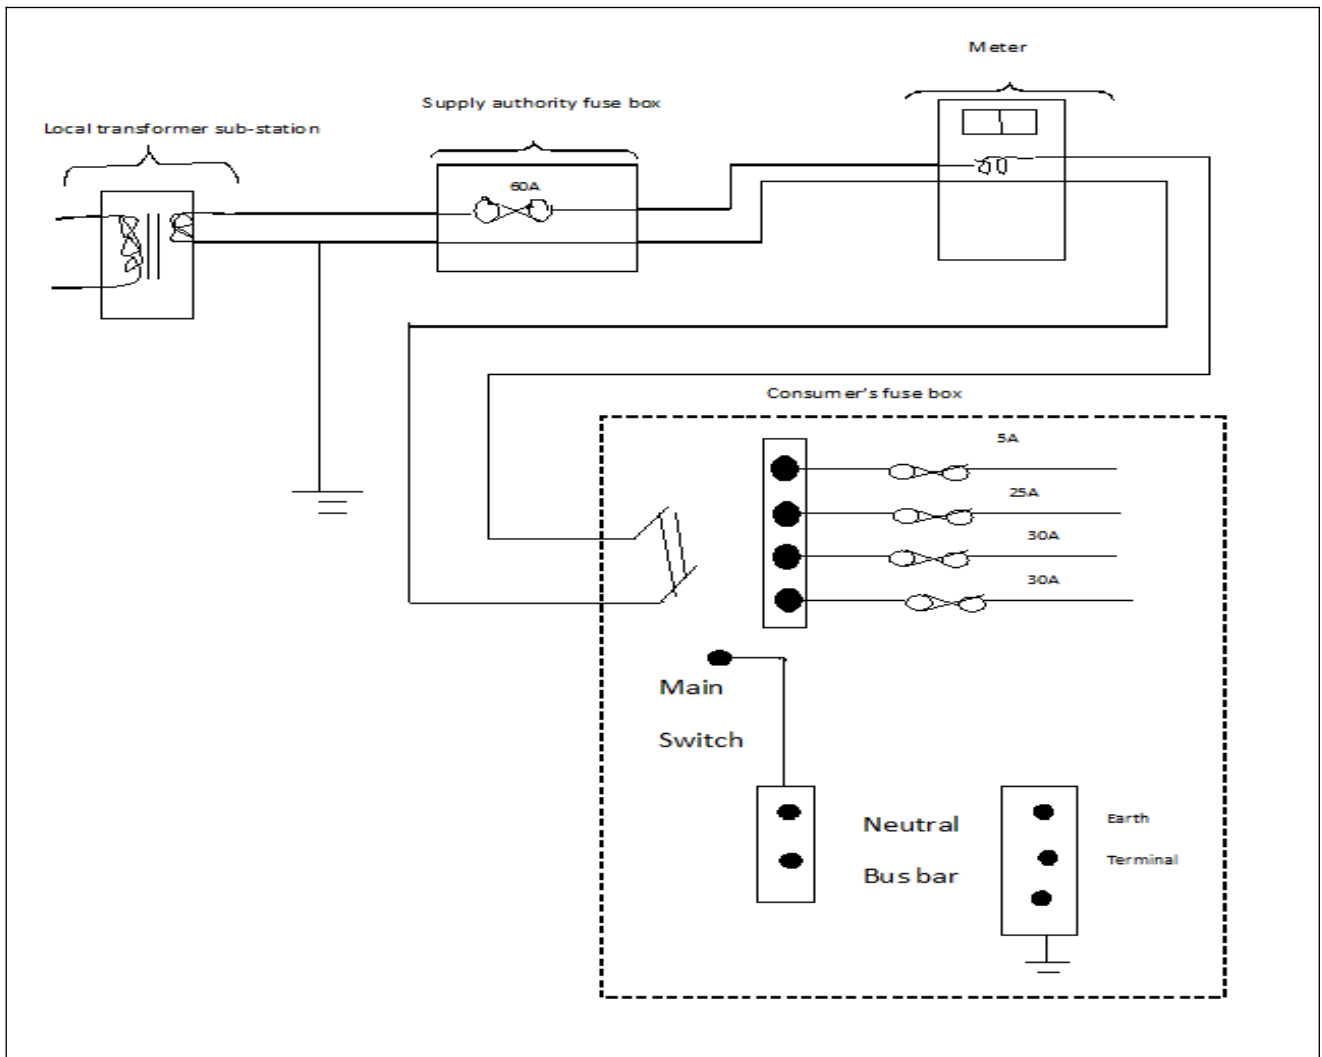 Meter
Supply authority fuse box
Local transformer sub-station
60A
Consumer's fuse box
5A
25A
30A
30A
Main
Switch
Neutral
Bus bar
Earth
Terminal